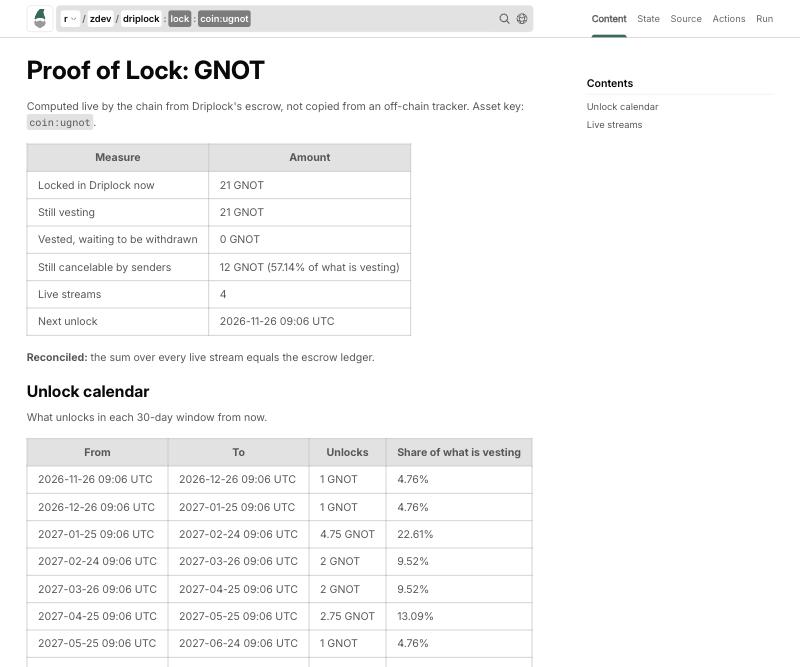 r / zdev / driplock : lock : coin:ugnot
Content State Source Actions Run
Proof of Lock: GNOT
Computed live by the chain from Driplock's escrow, not copied from an off-chain tracker. Asset key:
coin:ugnot.
Measure Amount
Locked in Driplock now 21 GNOT
Still vesting 21 GNOT
Vested, waiting to be withdrawn 0 GNOT
Still cancelable by senders 12 GNOT (57.14% of what is vesting)
Live streams 4
Next unlock 2026-11-26 09:06 UTC
Reconciled: the sum over every live stream equals the escrow ledger.
Unlock calendar
What unlocks in each 30-day window from now.
From To Unlocks Share of what is vesting
2026-11-26 09:06 UTC 2026-12-26 09:06 UTC 1 GNOT 4.76%
2026-12-26 09:06 UTC 2027-01-25 09:06 UTC 1 GNOT 4.76%
2027-01-25 09:06 UTC 2027-02-24 09:06 UTC 4.75 GNOT 22.61%
2027-02-24 09:06 UTC 2027-03-26 09:06 UTC 2 GNOT 9.52%
2027-03-26 09:06 UTC 2027-04-25 09:06 UTC 2 GNOT 9.52%
2027-04-25 09:06 UTC 2027-05-25 09:06 UTC 2.75 GNOT 13.09%
2027-05-25 09:06 UTC 2027-06-24 09:06 UTC 1 GNOT 4.76%
Contents
Unlock calendar
Live streams